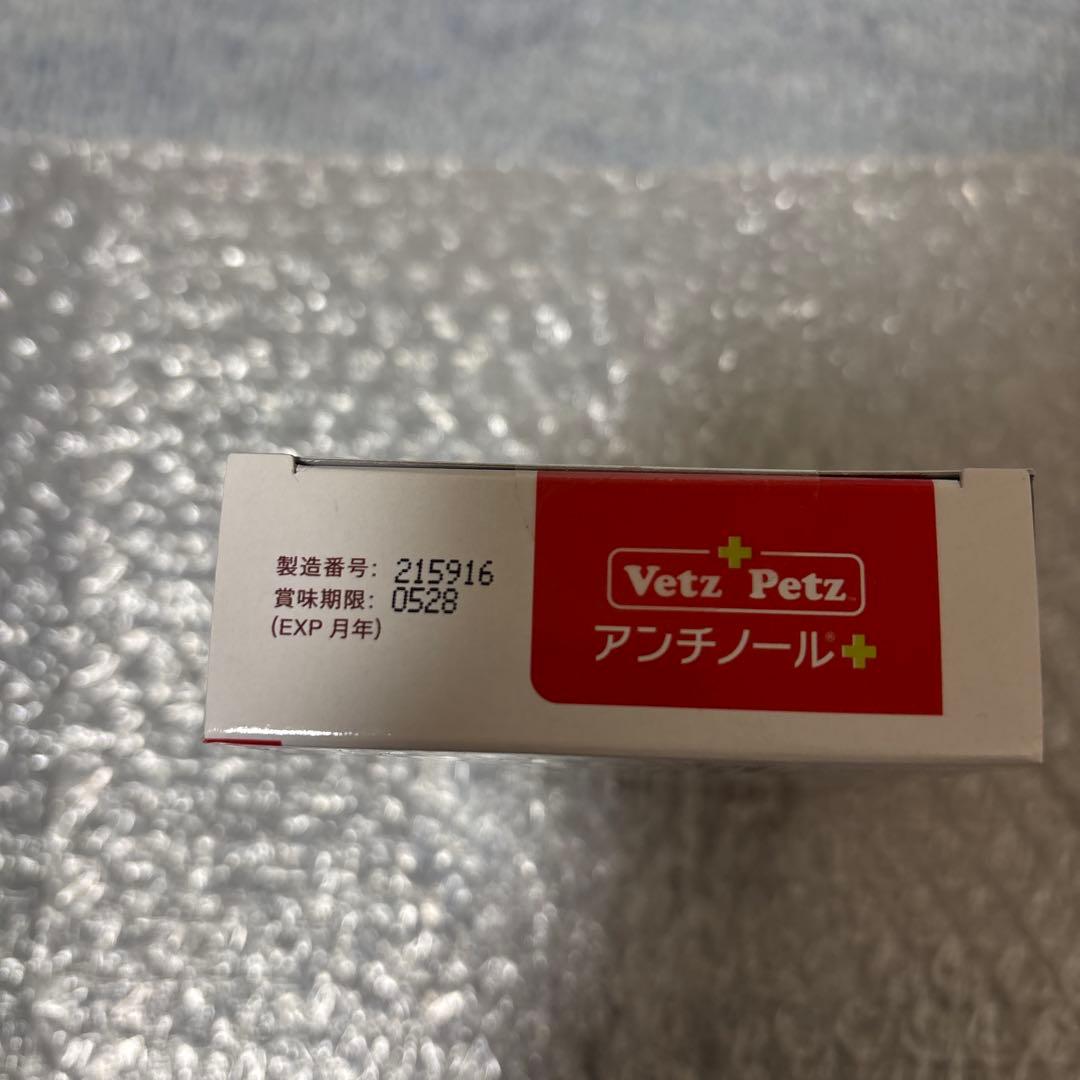 製造番号: 215916
賞味期限: 0528
(EXP 月年)
Vetz Petz™
アンチノール®+